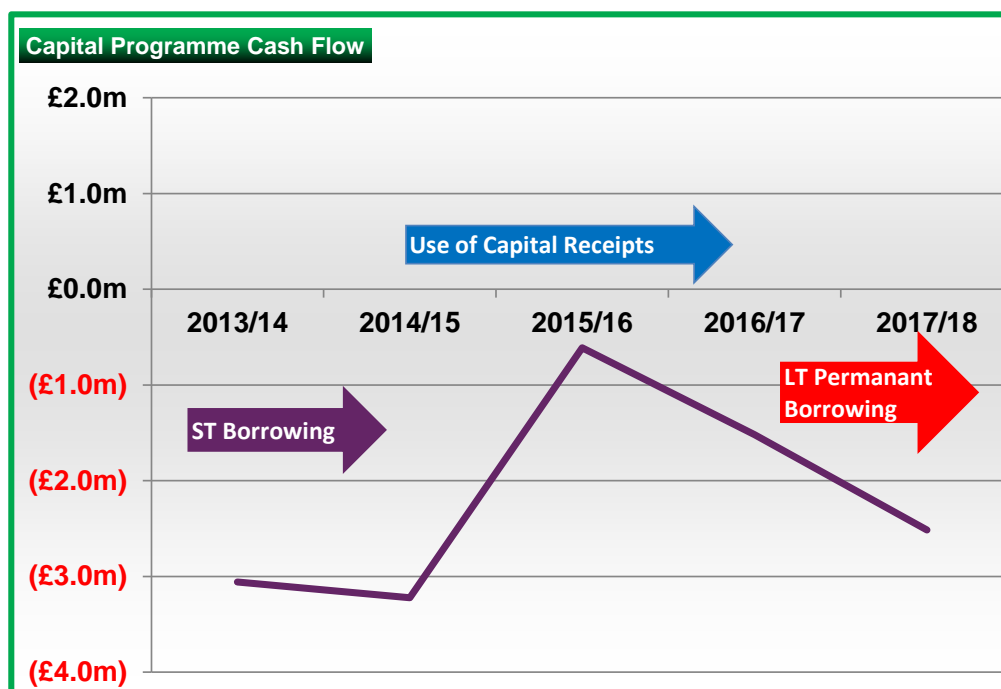 Capital Programme Cash Flow
£2.0m
£1.0m
Use of Capital Receipts
£0.0m
2013/14 2014/15 2015/16 2016/17 2017/18
(£1.0m)
LT Permanant
Borrowing
ST Borrowing
(£2.0m)
(£3.0m)
(£4.0m)